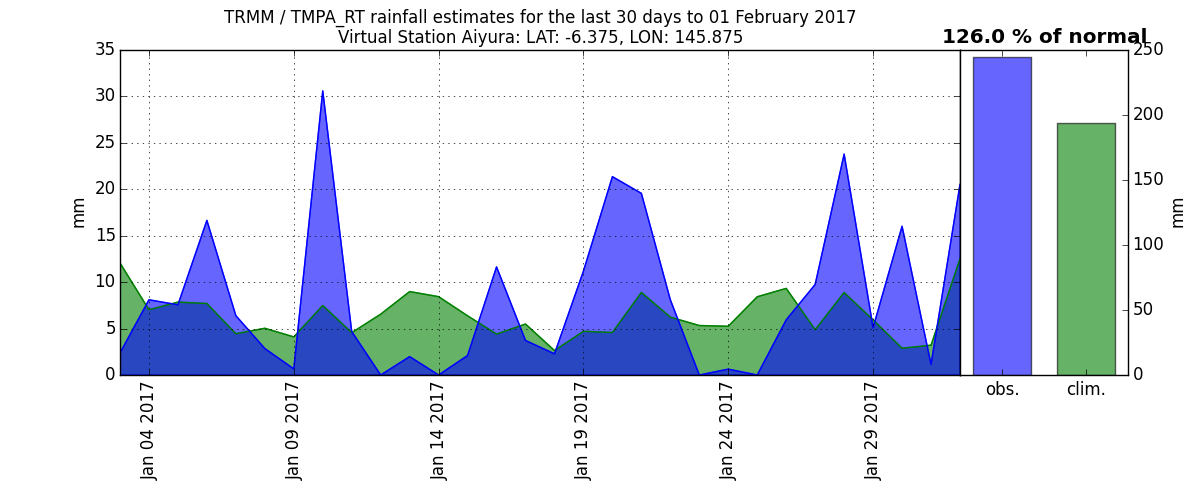 TRMM / TMPA_RT rainfall estimates for the last 30 days to 01 February 2017
Virtual Station Aiyura: LAT: -6.375, LON: 145.875
126.0 % of normal
35
30
25
20
15
10
5
0
mm
Jan 04 2017
Jan 09 2017
Jan 14 2017
Jan 19 2017
Jan 24 2017
Jan 29 2017
250
200
150
100
50
0
mm
obs.
clim.